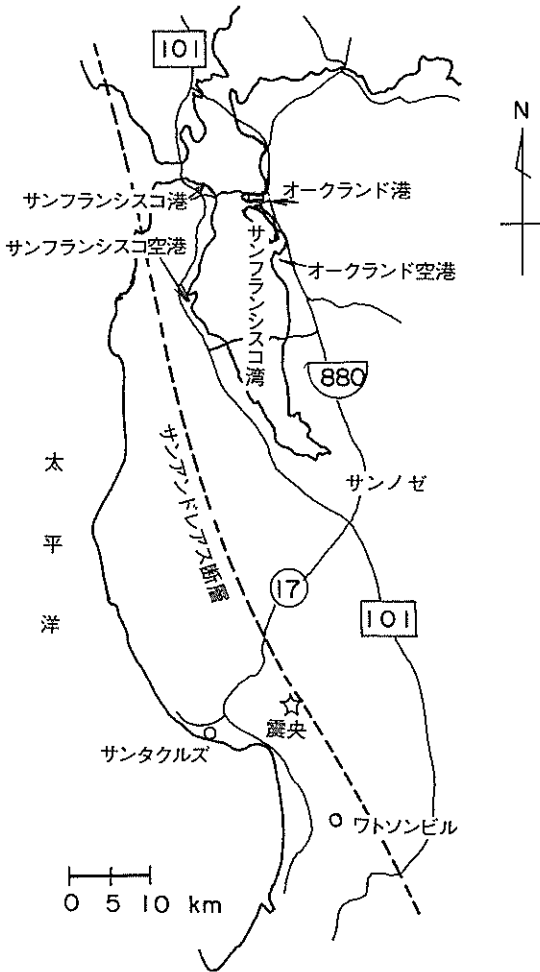 101
N
サンフランシスコ港
オークランド港
サンフランシスコ空港
オークランド空港
サンフランシスコ湾
880
太平洋
サンノゼ
サンアンドレアス断層
17
101
震央
サンタクルズ
ワトソンビル
0 5 10 km